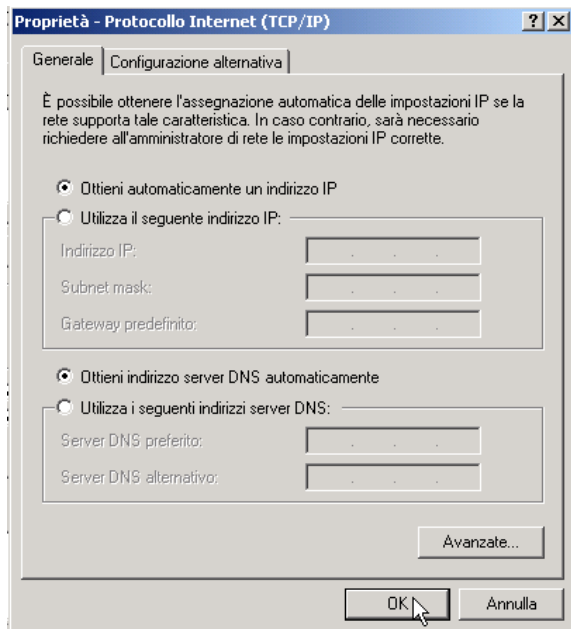 Proprietà - Protocollo Internet (TCP/IP)
Generale
Configurazione alternativa
È possibile ottenere l'assegnazione automatica delle impostazioni IP se la
rete supporta tale caratteristica. In caso contrario, sarà necessario
richiedere all'amministratore di rete le impostazioni IP corrette.
Ottieni automaticamente un indirizzo IP
Utilizza il seguente indirizzo IP:
Indirizzo IP:
Subnet mask:
Gateway predefinito:
Ottieni indirizzo server DNS automaticamente
Utilizza i seguenti indirizzi server DNS:
Server DNS preferito:
Server DNS alternativo:
Avanzate...
OK
Annulla